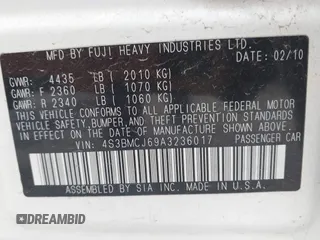 MFD BY FUJI HEAVY INDUSTRIES LTD.
DATE: 02/10
GVWR: 4435 LB ( 2010 KG)
GAWR: F 2360 LB ( 1070 KG)
GAWR: R 2340 LB ( 1060 KG)
THIS VEHICLE CONFORMS TO ALL APPLICABLE FEDERAL MOTOR
VEHICLE SAFETY, BUMPER, AND THEFT PREVENTION STANDARDS
IN EFFECT ON THE DATE OF MANUFACTURE SHOWN ABOVE.
VIN: 4S3BMCJ69A3236017 PASSENGER CAR
ASSEMBLED BY SIA INC. MADE IN U.S.A.
DREAMBID